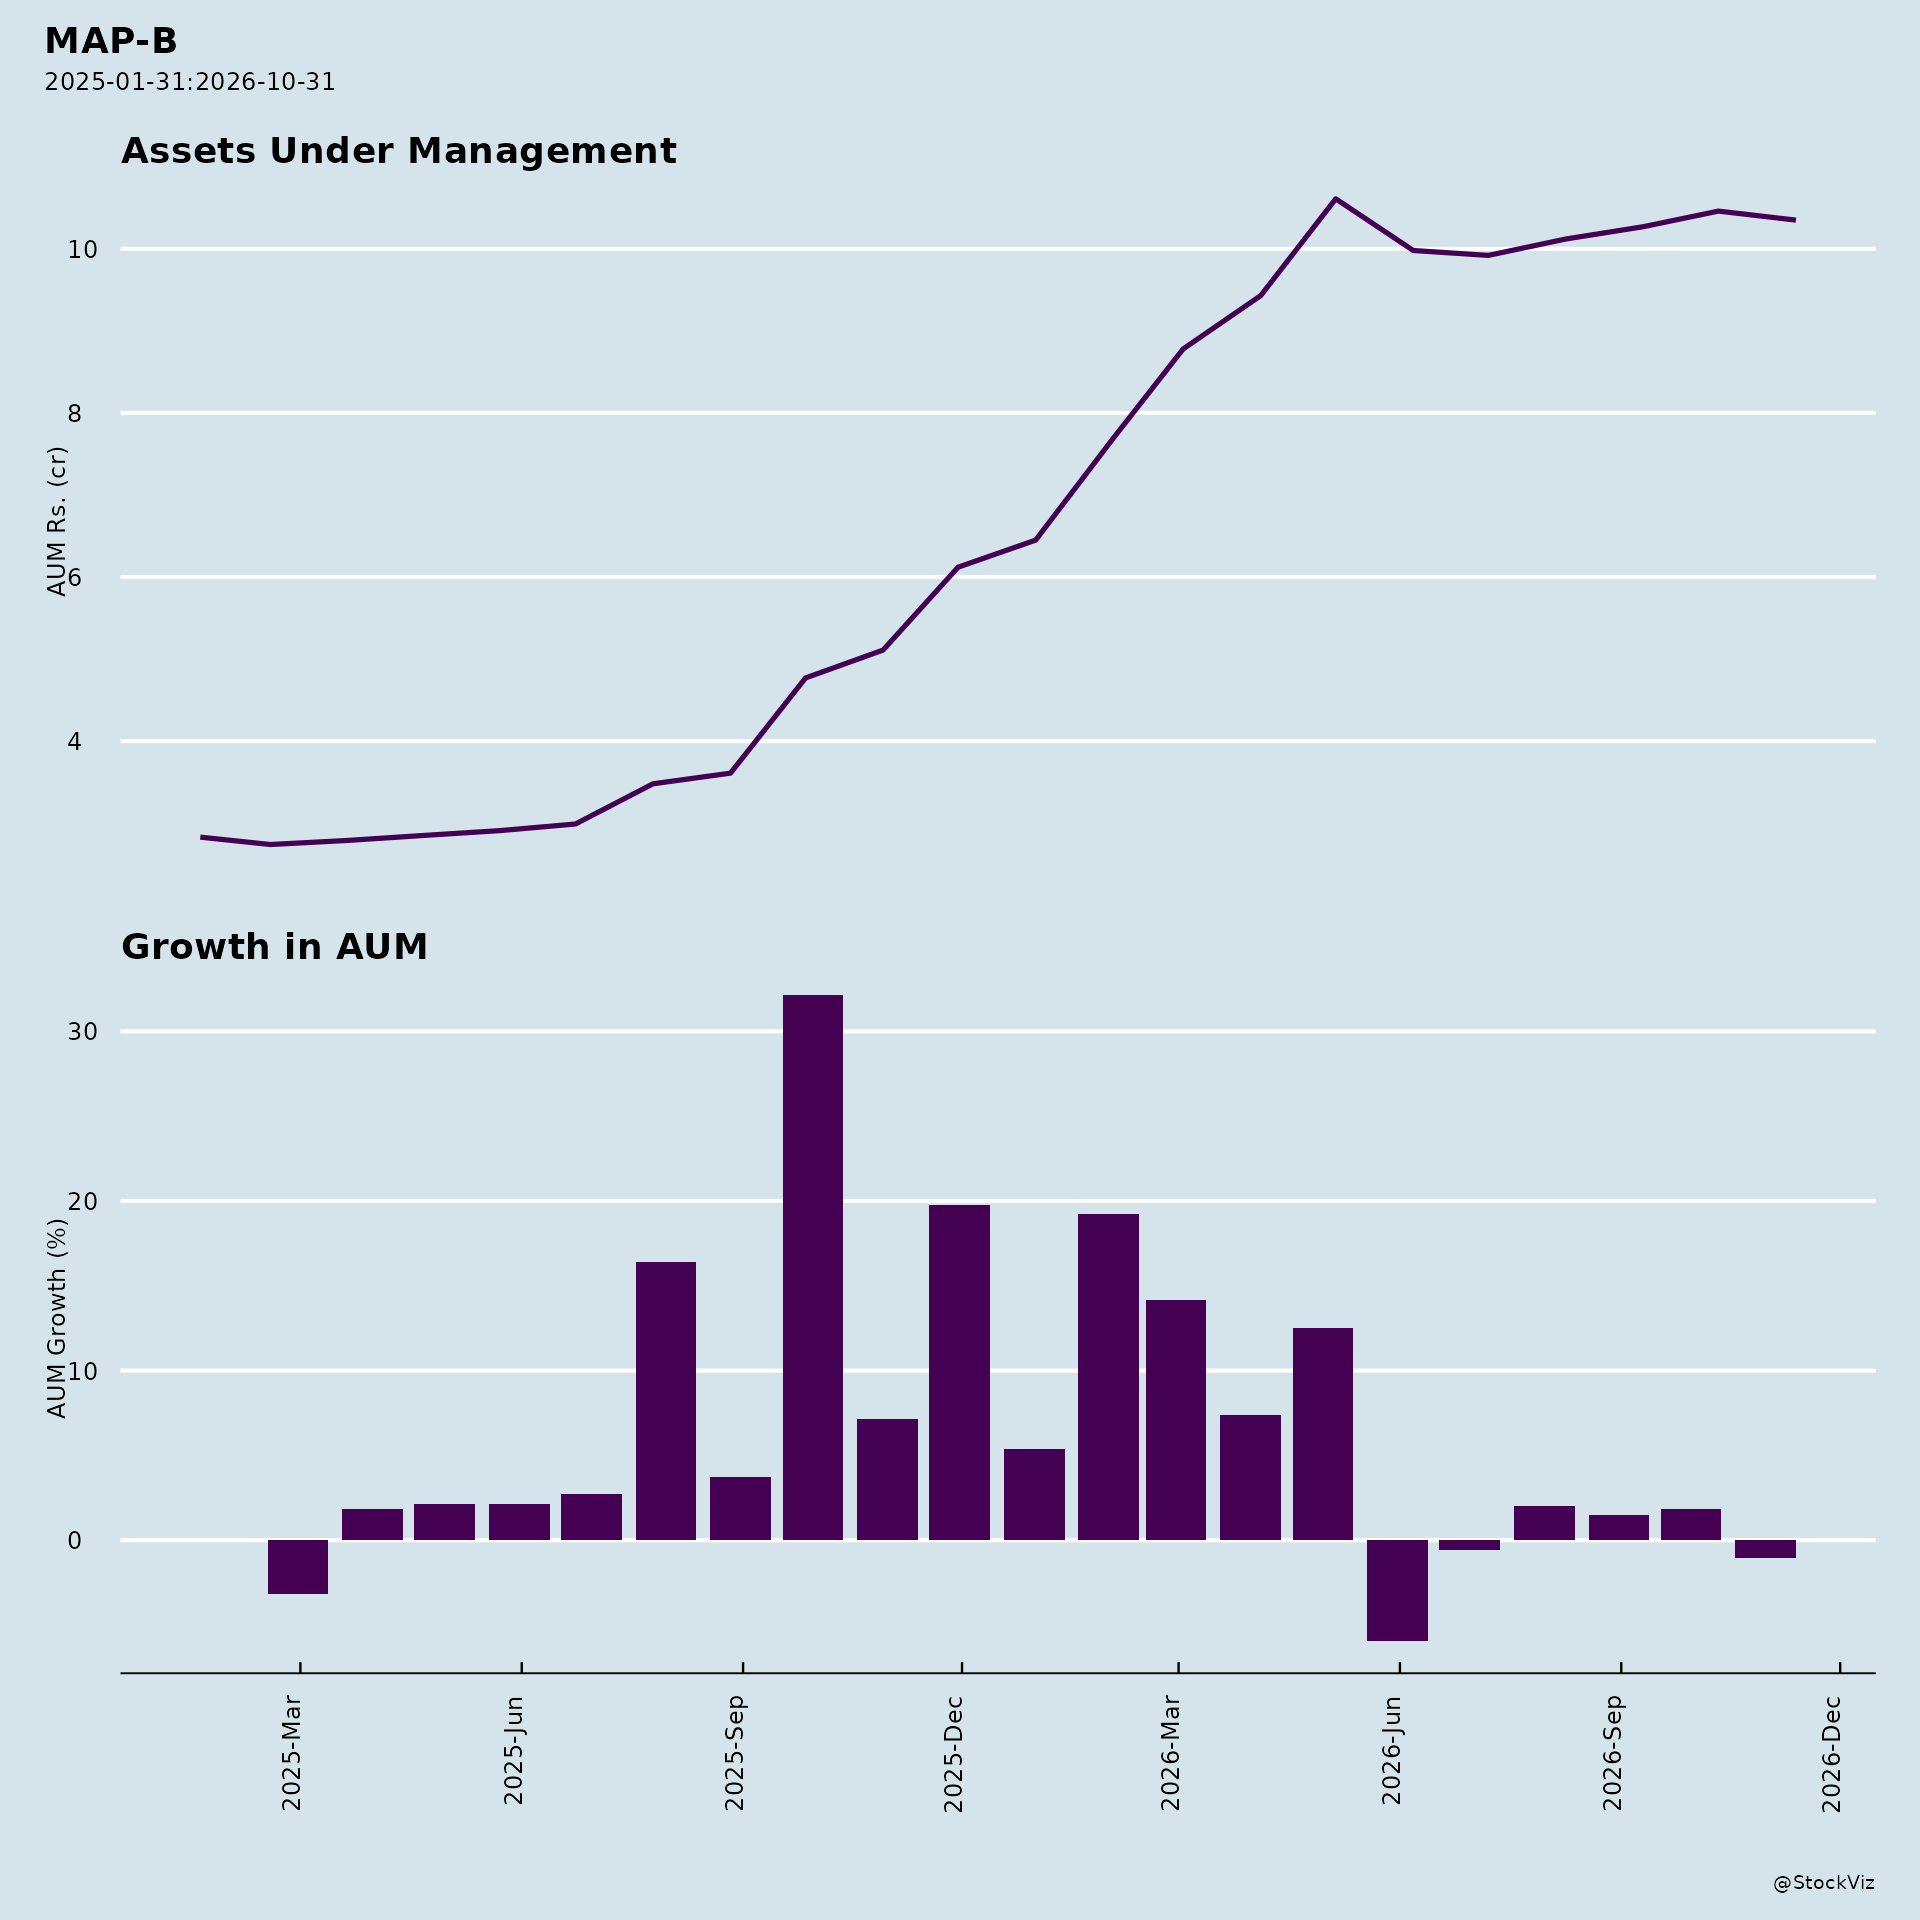 MAP-B
2025-01-31:2026-10-31
Assets Under Management
AUM Rs. (cr)
10
8
6
4
Growth in AUM
AUM Growth (%)
30
20
10
0
2025-Mar
2025-Jun
2025-Sep
2025-Dec
2026-Mar
2026-Jun
2026-Sep
2026-Dec
@StockViz